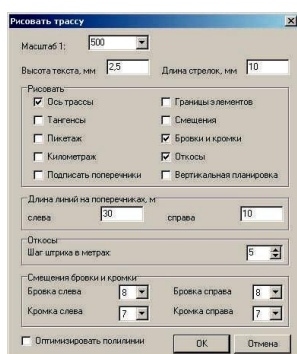 Рисовать трассу
Масштаб 1: 500
Высота текста, мм 2,5 Длина стрелок, мм 10
Рисовать
Ось трассы Границы элементов
Тангенсы Смещения
Пикетаж Бровки и кромки
Километраж Откосы
Подписать поперечники Вертикальная планировка
Длина линий на поперечниках, м
слева 30 справа 10
Откосы
Шаг штриха в метрах 5
Смещения бровки и кромки
Бровка слева 8 Бровка справа 8
Кромка слева 7 Кромка справа 7
Оптимизировать полилинии OK Отмена